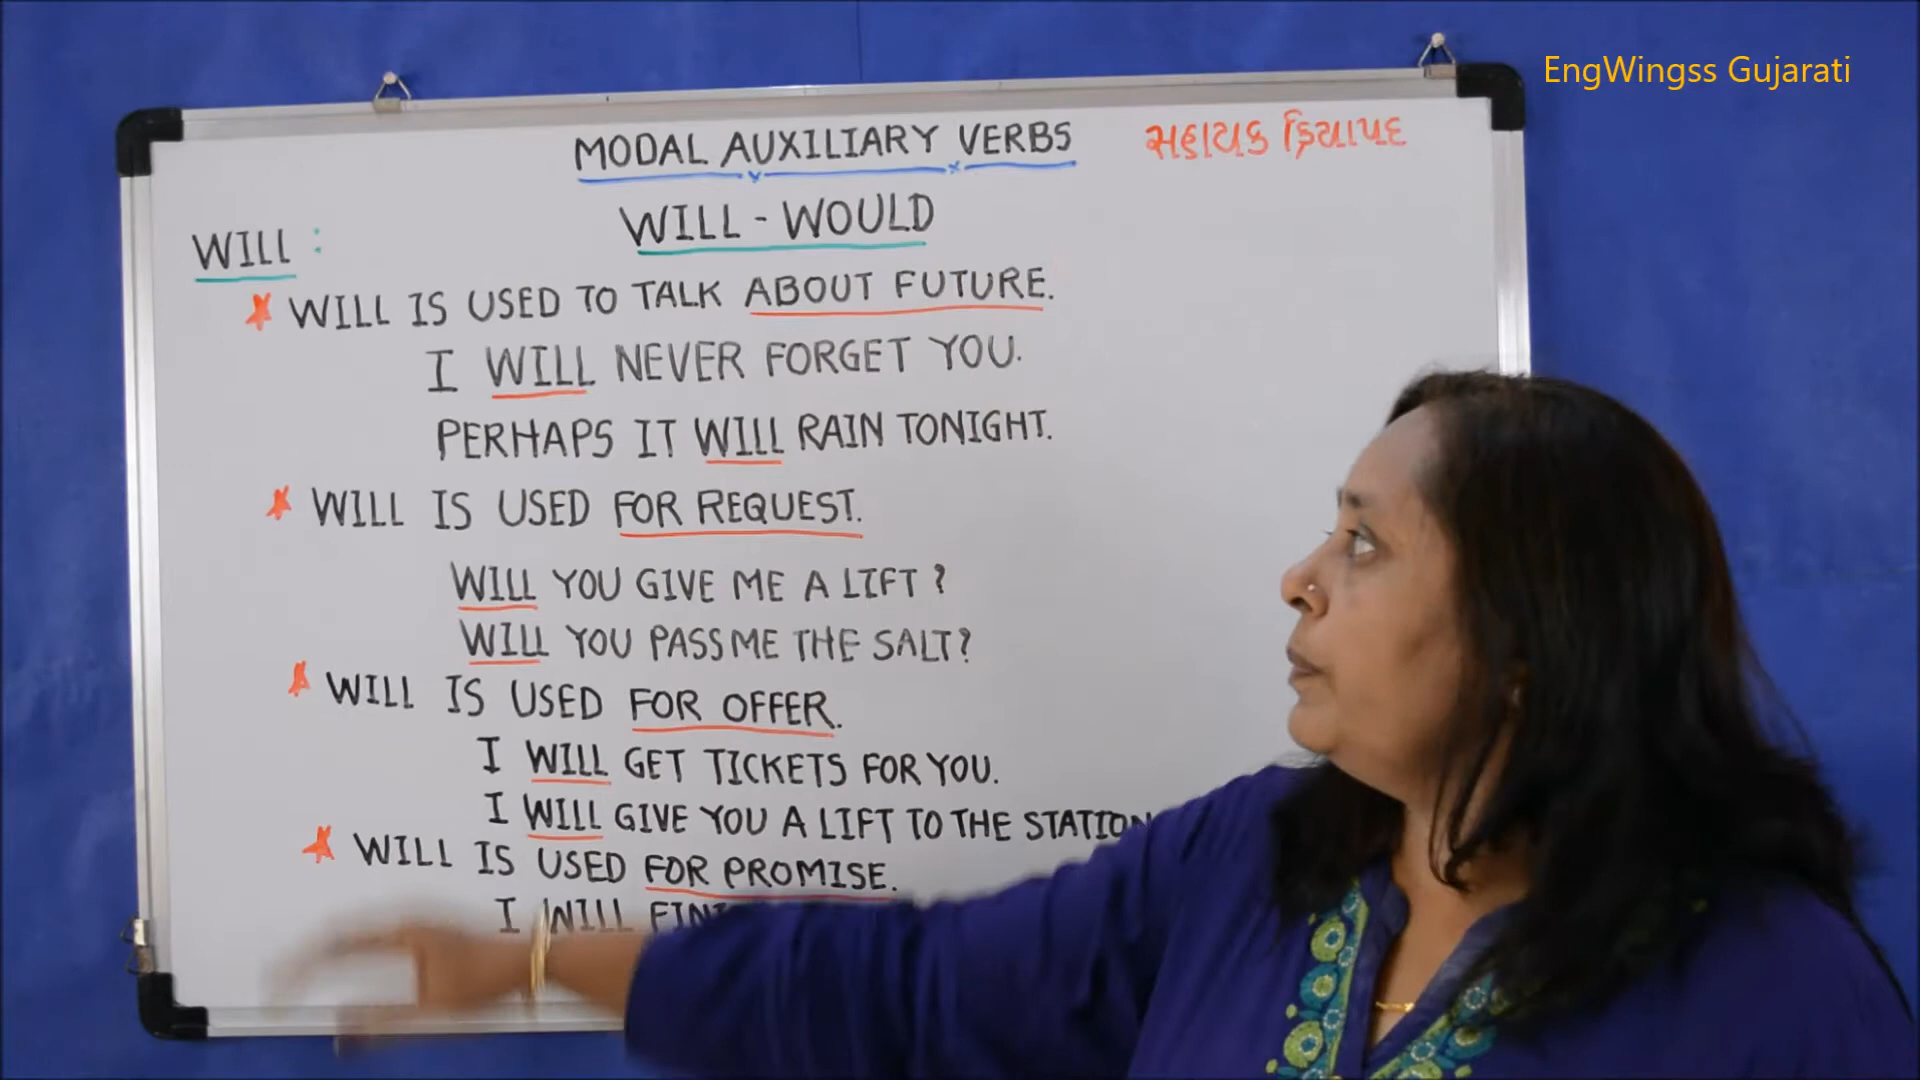 EngWingss Gujarati
MODAL AUXILIARY VERBS સહાયક ક્રિયાપદ
WILL - WOULD
WILL :
WILL IS USED TO TALK ABOUT FUTURE.
I WILL NEVER FORGET YOU.
PERHAPS IT WILL RAIN TONIGHT.
WILL IS USED FOR REQUEST.
WILL YOU GIVE ME A LIFT ?
WILL YOU PASS ME THE SALT?
WILL IS USED FOR OFFER.
I WILL GET TICKETS FOR YOU.
I WILL GIVE YOU A LIFT TO THE STATION
WILL IS USED FOR PROMISE.
I WILL